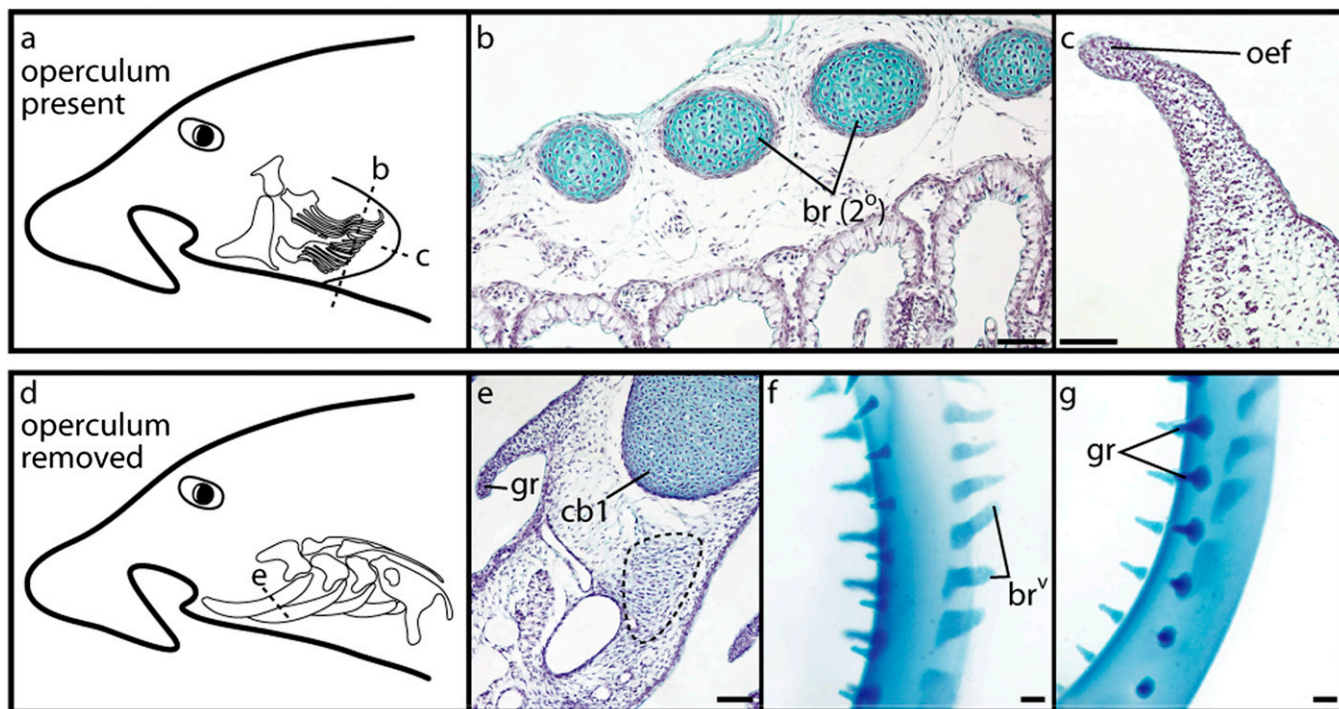 a
operculum
present
b
c
b
br (2°)
c
oef
d
operculum
removed
e
e
gr
cb1
f
br^v
g
gr